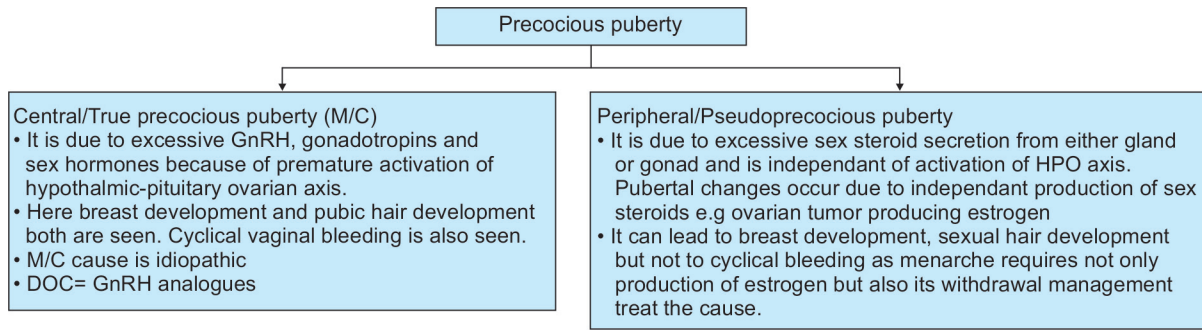 Precocious puberty
Central/True precocious puberty (M/C)
• It is due to excessive GnRH, gonadotropins and
sex hormones because of premature activation of
hypothalmic-pituitary ovarian axis.
• Here breast development and pubic hair development
both are seen. Cyclical vaginal bleeding is also seen.
• M/C cause is idiopathic
• DOC= GnRH analogues
Peripheral/Pseudoprecocious puberty
• It is due to excessive sex steroid secretion from either gland
or gonad and is independant of activation of HPO axis.
Pubertal changes occur due to independant production of sex
steroids e.g ovarian tumor producing estrogen
• It can lead to breast development, sexual hair development
but not to cyclical bleeding as menarche requires not only
production of estrogen but also its withdrawal management
treat the cause.